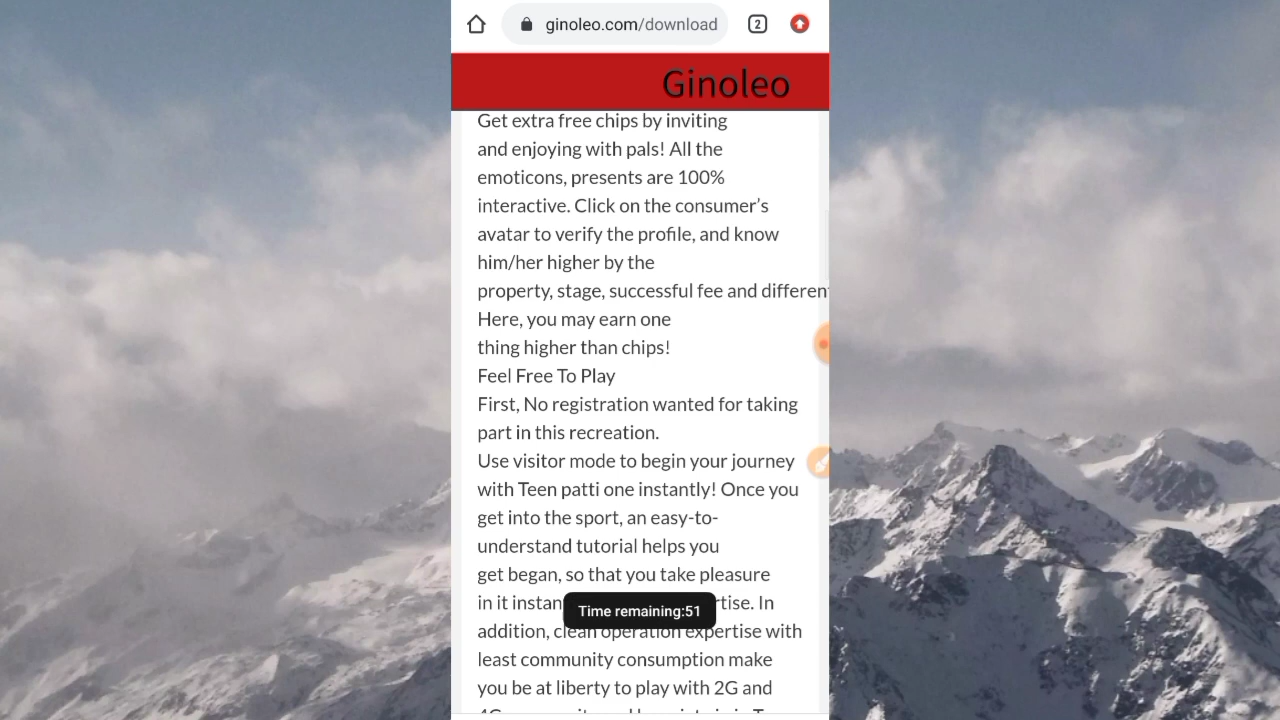 ginoleo.com/download
2
Ginoleo
Get extra free chips by inviting
and enjoying with pals! All the
emoticons, presents are 100%
interactive. Click on the consumer’s
avatar to verify the profile, and know
him/her higher by the
property, stage, successful fee and different
Here, you may earn one
thing higher than chips!
Feel Free To Play
First, No registration wanted for taking
part in this recreation.
Use visitor mode to begin your journey
with Teen patti one instantly! Once you
get into the sport, an easy-to-
understand tutorial helps you
get began, so that you take pleasure
in it instan rtise. In
Time remaining:51
addition, clean operation expertise with
least community consumption make
you be at liberty to play with 2G and